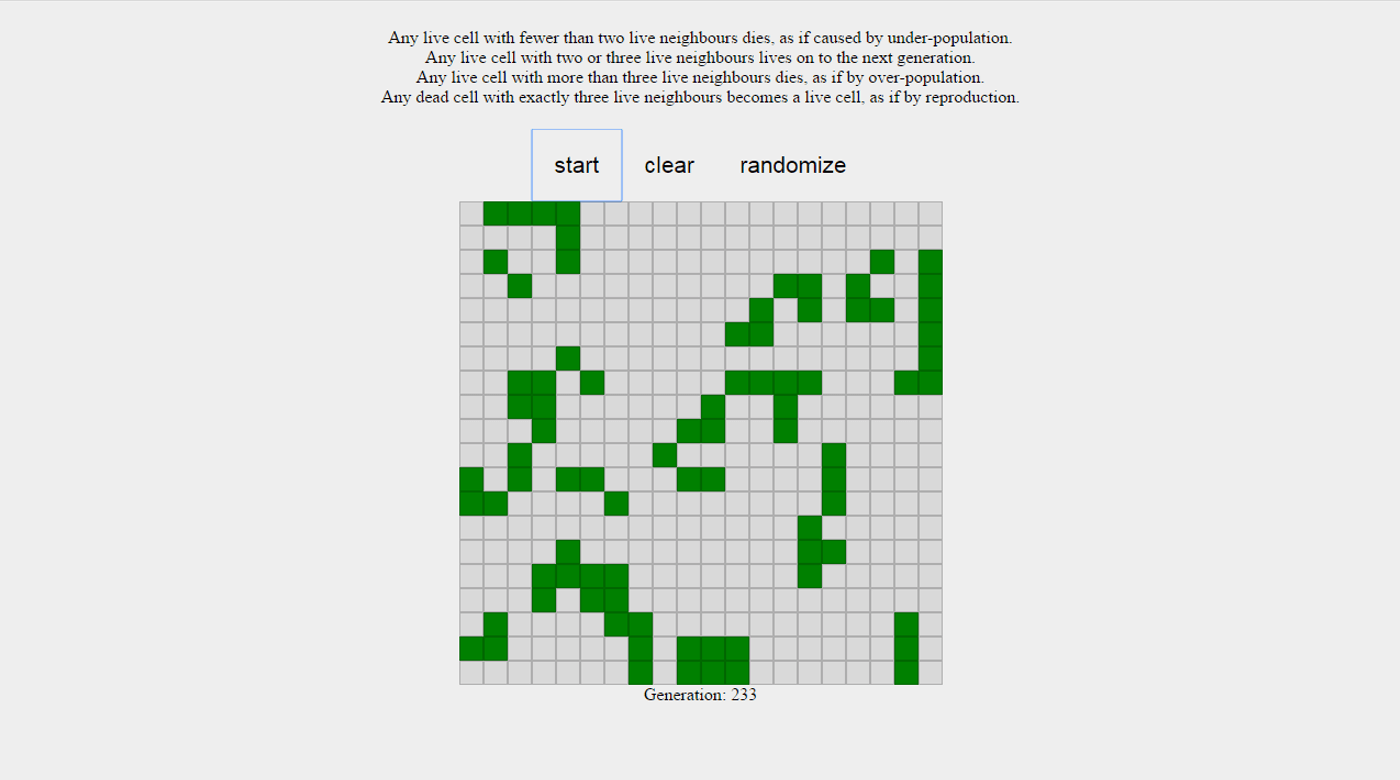 Any live cell with fewer than two live neighbours dies, as if caused by under-population.
Any live cell with two or three live neighbours lives on to the next generation.
Any live cell with more than three live neighbours dies, as if by over-population.
Any dead cell with exactly three live neighbours becomes a live cell, as if by reproduction.
start clear randomize
Generation: 233